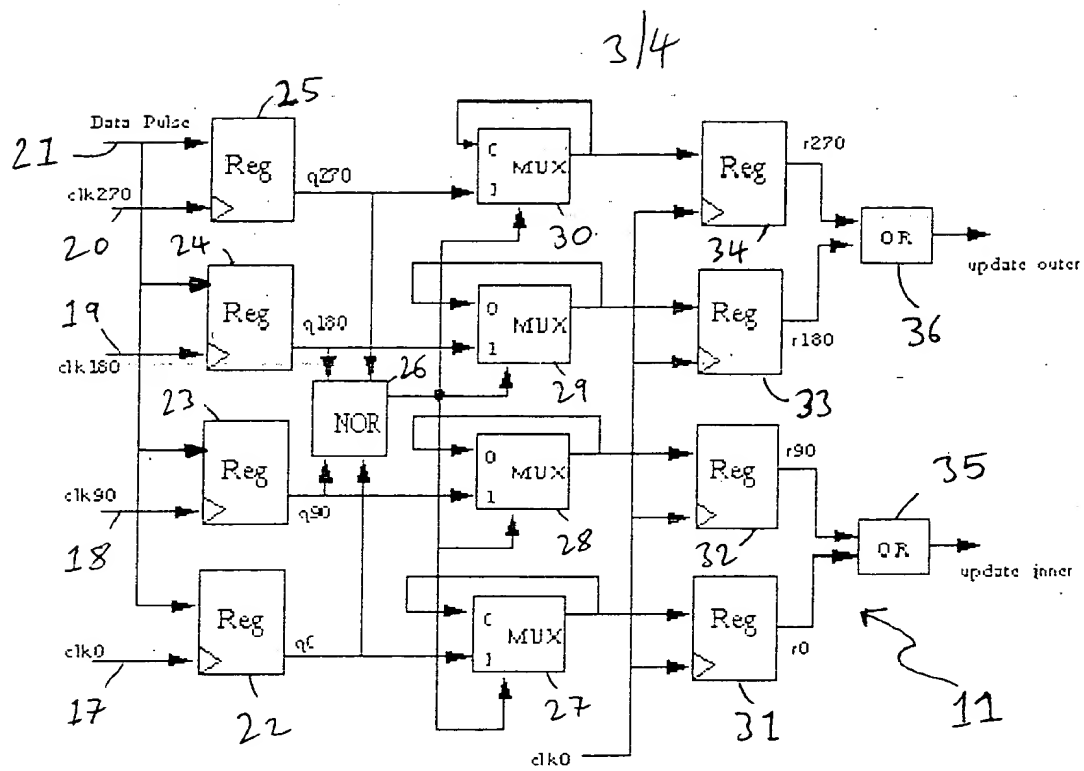 3/4
25
Data Pulse
21
Reg
q270
clk270
20
0
1
MUX
30
Reg
r270
34
OR
update outer
36
24
Reg
q180
19
clk180
26
NOR
0
1
MUX
29
Reg
r180
33
23
Reg
q90
clk90
18
0
1
MUX
28
Reg
r90
32
35
OR
update inner
Reg
q0
clk0
17
22
0
1
MUX
27
Reg
r0
31
11
clk0